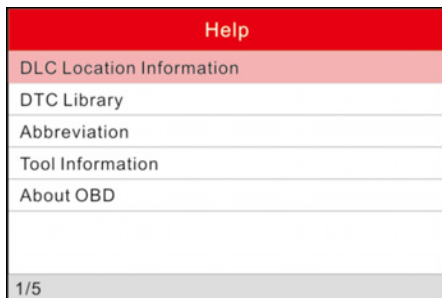 Help
DLC Location Information
DTC Library
Abbreviation
Tool Information
About OBD
1/5